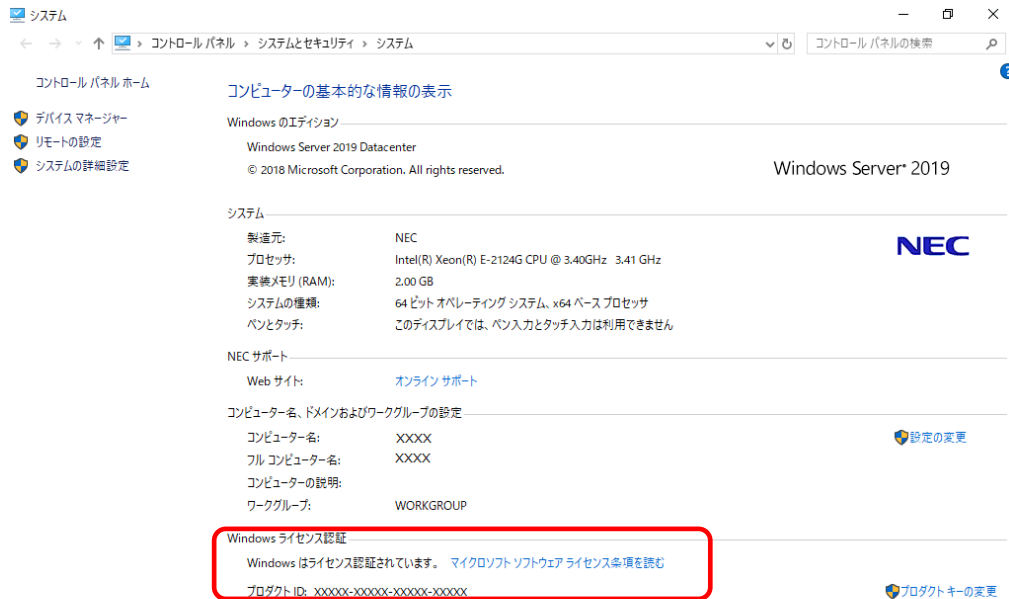 システム
コントロール パネル › システムとセキュリティ › システム
コントロール パネルの検索
コントロール パネル ホーム
デバイス マネージャー
リモートの設定
システムの詳細設定
コンピューターの基本的な情報の表示
Windows のエディション
Windows Server 2019 Datacenter
© 2018 Microsoft Corporation. All rights reserved.
Windows Server® 2019
システム
製造元: NEC
プロセッサ: Intel(R) Xeon(R) E-2124G CPU @ 3.40GHz 3.41 GHz
実装メモリ (RAM): 2.00 GB
システムの種類: 64 ビット オペレーティング システム、x64 ベース プロセッサ
ペンとタッチ: このディスプレイでは、ペン入力とタッチ入力は利用できません
NEC
NEC サポート
Web サイト: オンライン サポート
コンピューター名、ドメインおよびワークグループの設定
コンピューター名: XXXX
設定の変更
フル コンピューター名: XXXX
コンピューターの説明:
ワークグループ: WORKGROUP
Windows ライセンス認証
Windows はライセンス認証されています。 マイクロソフト ソフトウェア ライセンス条項を読む
プロダクト ID: XXXXX-XXXXX-XXXXX-XXXXX
プロダクト キーの変更